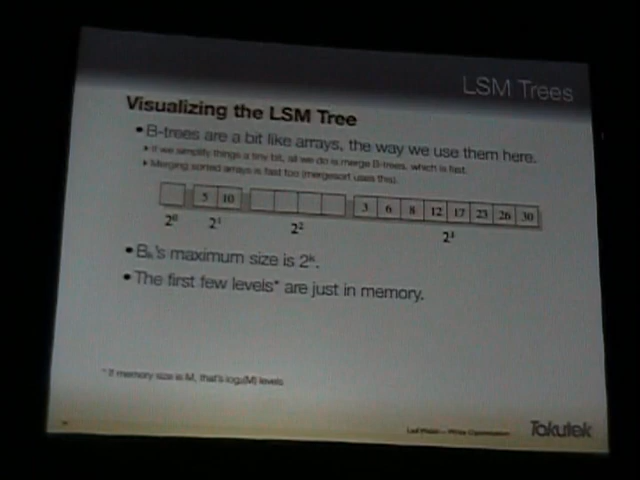 LSM Trees
Visualizing the LSM Tree
• B-trees are a bit like arrays, the way we use them here.
▸ If we simplify things a tiny bit, all we do is merge B-trees, which is fast.
▸ Merging sorted arrays is fast too (mergesort uses this).
5 10 3 6 8 12 17 23 26 30
2⁰ 2¹ 2² 2³
• Bₖ's maximum size is 2ᵏ.
• The first few levels* are just in memory.
* If memory size is M, that's log₂(M) levels
Tokutek